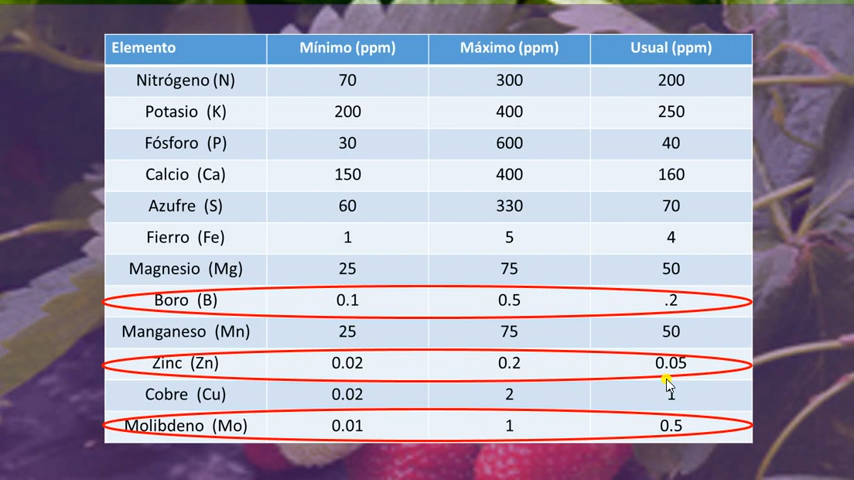 Elemento Mínimo (ppm) Máximo (ppm) Usual (ppm)
Nitrógeno (N) 70 300 200
Potasio (K) 200 400 250
Fósforo (P) 30 600 40
Calcio (Ca) 150 400 160
Azufre (S) 60 330 70
Fierro (Fe) 1 5 4
Magnesio (Mg) 25 75 50
Boro (B) 0.1 0.5 .2
Manganeso (Mn) 25 75 50
Zinc (Zn) 0.02 0.2 0.05
Cobre (Cu) 0.02 2 1
Molibdeno (Mo) 0.01 1 0.5